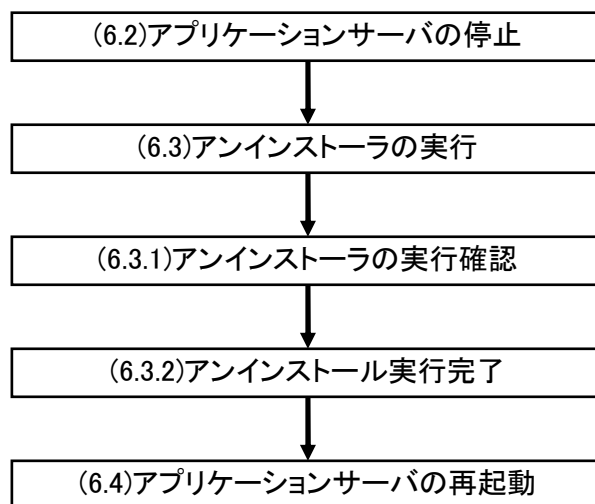 (6.2)アプリケーションサーバの停止
(6.3)アンインストーラの実行
(6.3.1)アンインストーラの実行確認
(6.3.2)アンインストール実行完了
(6.4)アプリケーションサーバの再起動